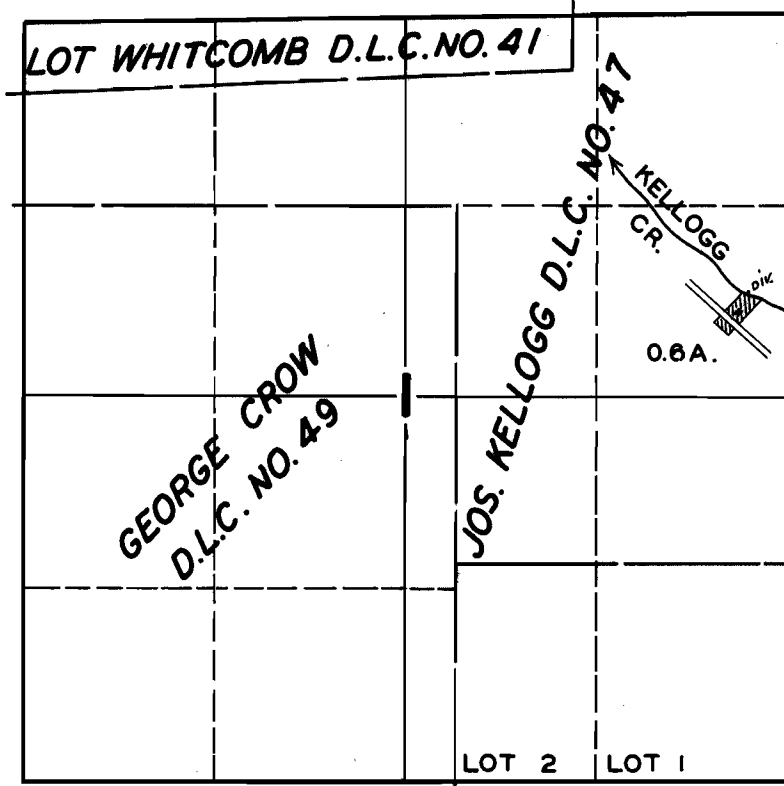 LOT WHITCOMB D.L.C. NO. 41
JOS. KELLOGG D.L.C. NO. 47
KELLOGG
CR.
DIV.
0.6A.
GEORGE CROW
D.L.C. NO. 49
LOT 2
LOT 1